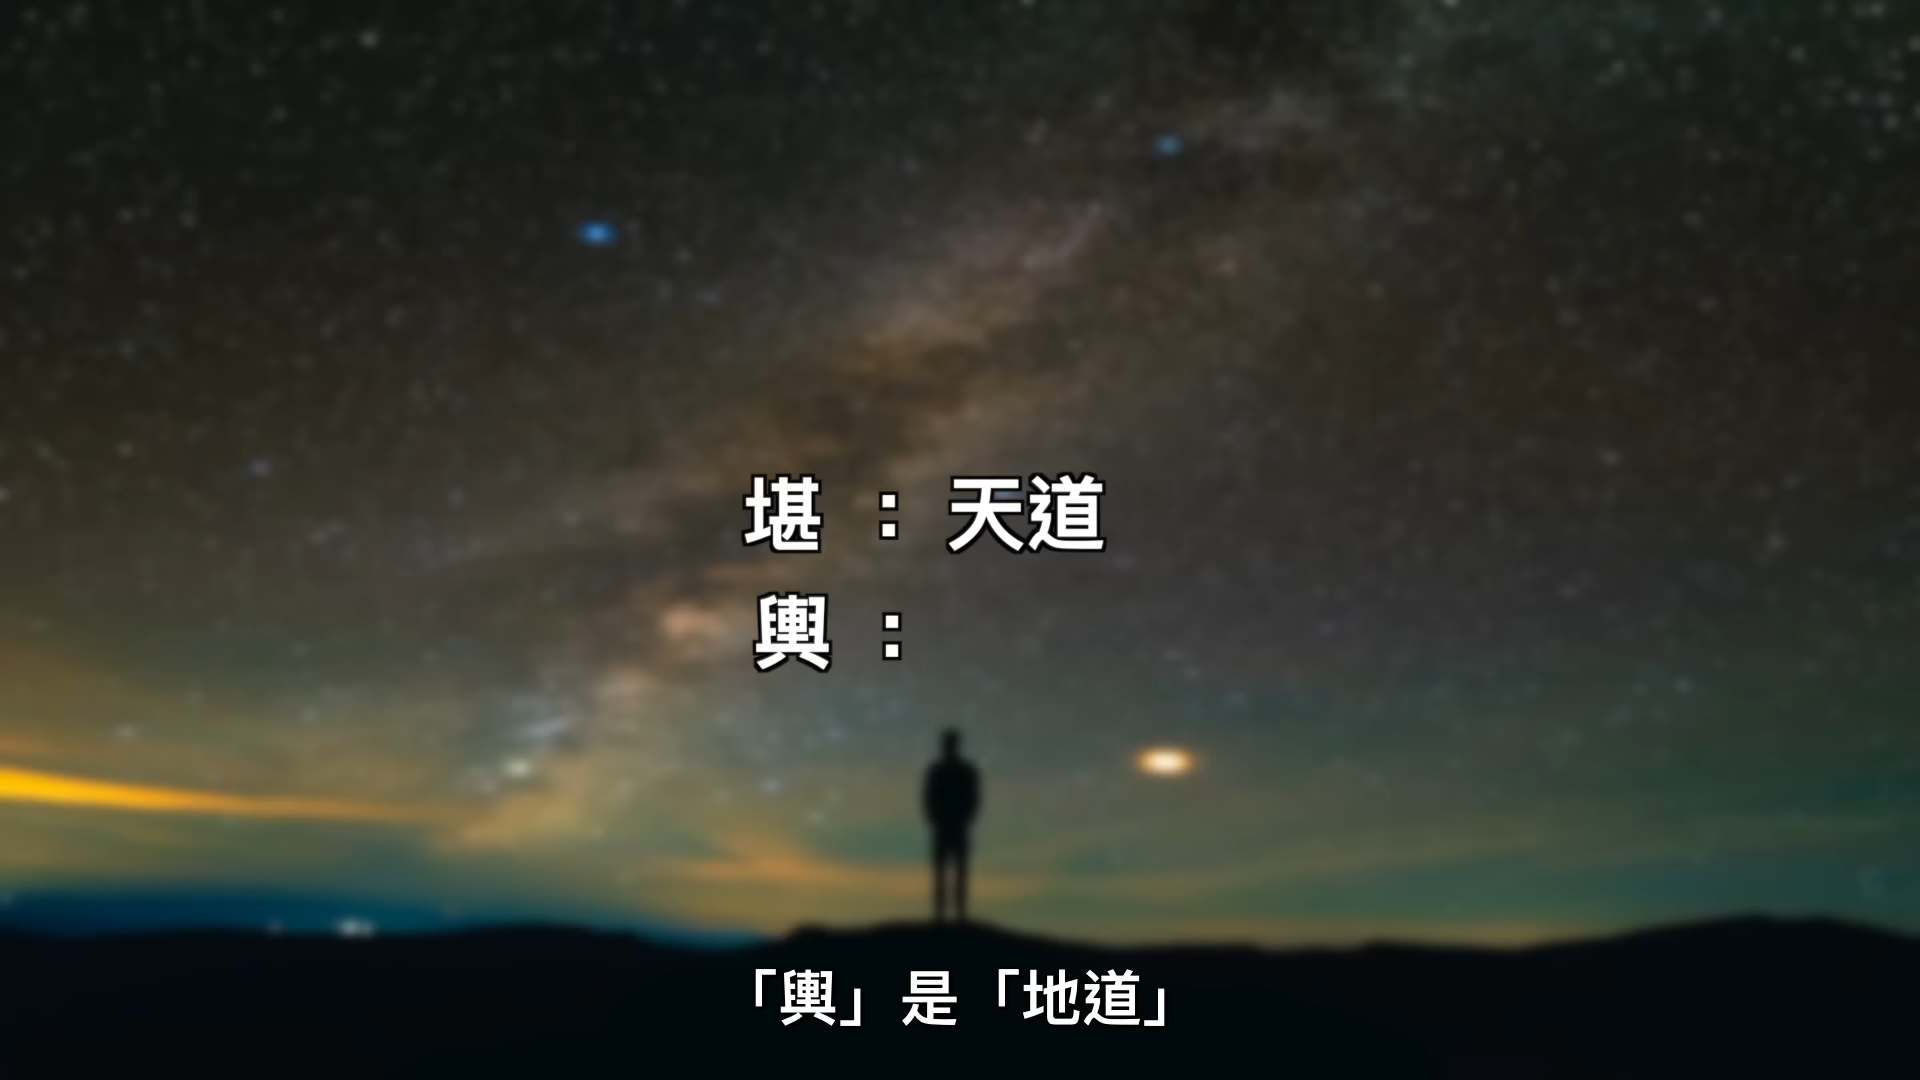 堪 : 天道
輿 :
「輿」是「地道」